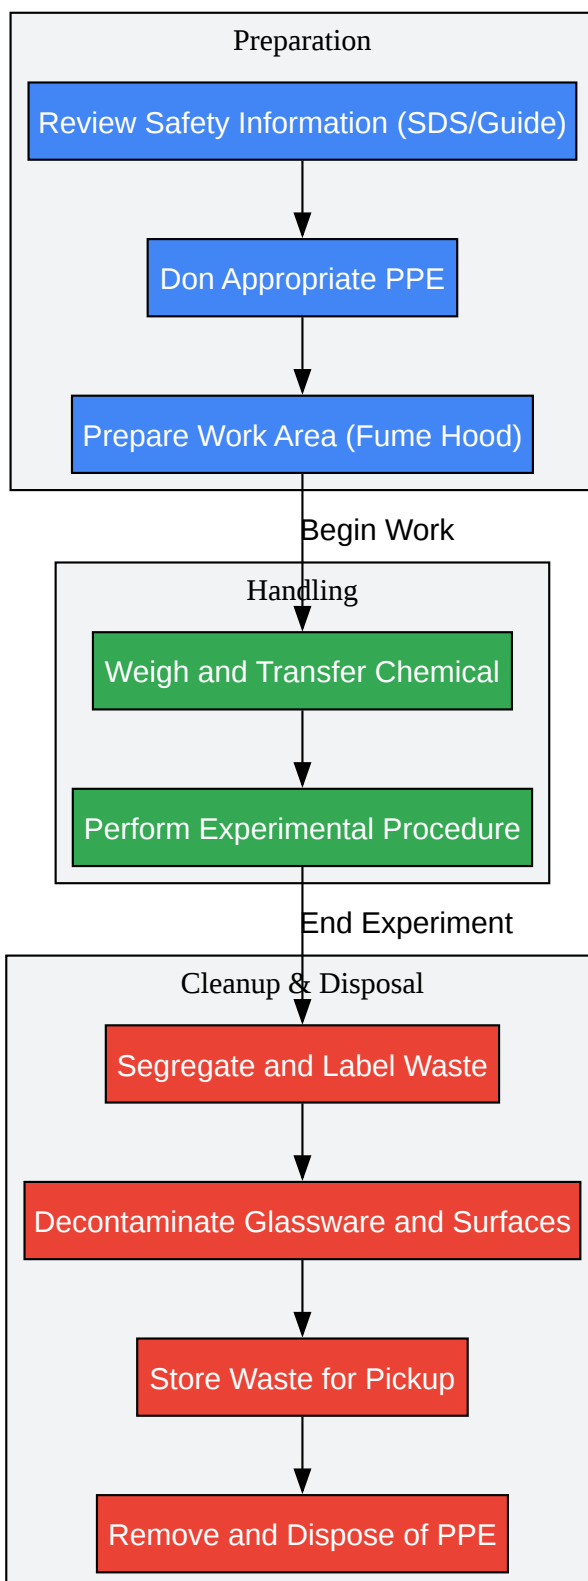 Preparation
Review Safety Information (SDS/Guide)
Don Appropriate PPE
Prepare Work Area (Fume Hood)
Begin Work
Handling
Weigh and Transfer Chemical
Perform Experimental Procedure
End Experiment
Cleanup & Disposal
Segregate and Label Waste
Decontaminate Glassware and Surfaces
Store Waste for Pickup
Remove and Dispose of PPE